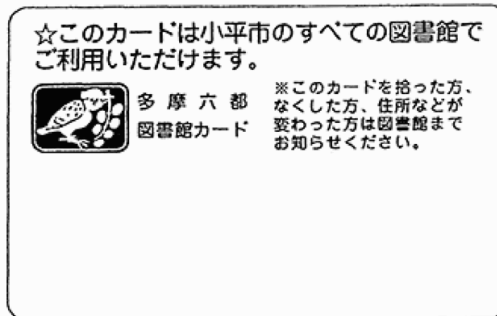 ☆このカードは小平市のすべての図書館で
ご利用いただけます。
多摩六都
図書館カード
※このカードを拾った方、
なくした方、住所などが
変わった方は図書館まで
お知らせください。